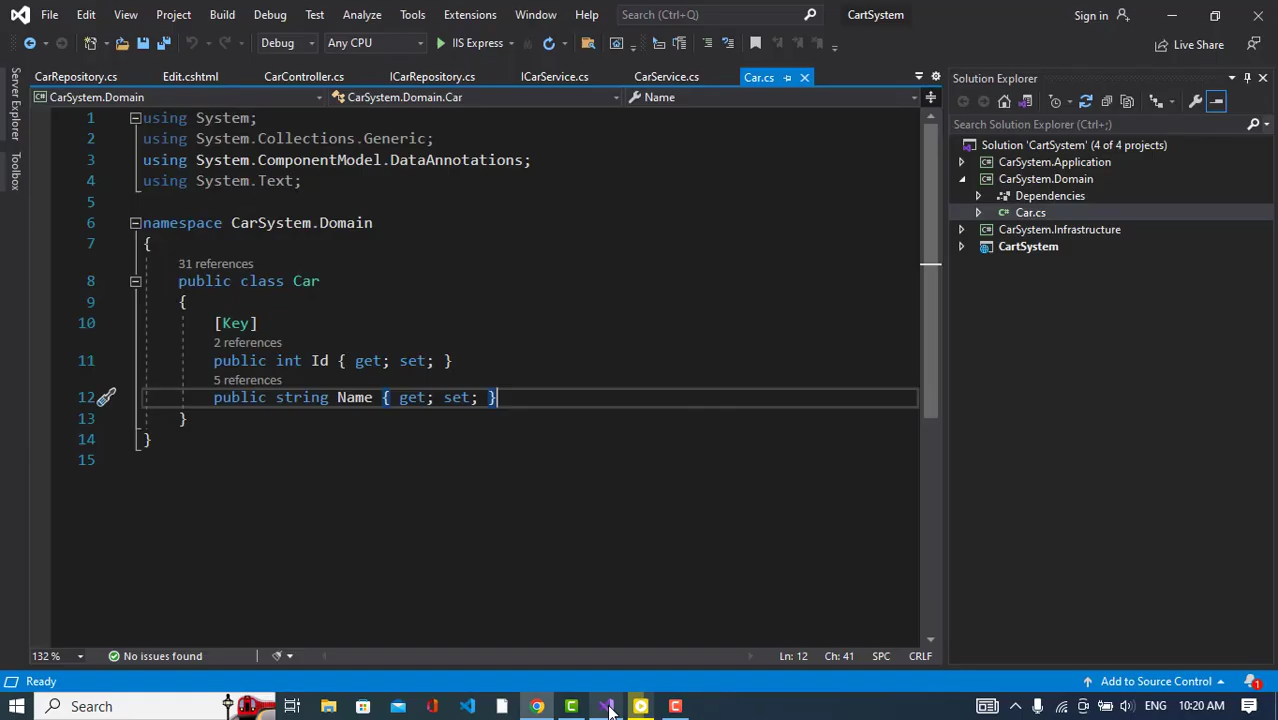 File Edit View Project Build Debug Test Analyze Tools Extensions Window Help Search (Ctrl+Q) CartSystem Sign in
Debug Any CPU IIS Express Live Share
Server Explorer
Toolbox
CarRepository.cs Edit.cshtml CarController.cs ICarRepository.cs ICarService.cs CarService.cs Car.cs
CarSystem.Domain CarSystem.Domain.Car Name
1 using System;
2 using System.Collections.Generic;
3 using System.ComponentModel.DataAnnotations;
4 using System.Text;
5
6 namespace CarSystem.Domain
7 {
31 references
8 public class Car
9 {
10 [Key]
2 references
11 public int Id { get; set; }
5 references
12 public string Name { get; set; }
13 }
14 }
15
132 % No issues found Ln: 12 Ch: 41 SPC CRLF
Solution Explorer
Search Solution Explorer (Ctrl+;)
Solution 'CartSystem' (4 of 4 projects)
CarSystem.Application
CarSystem.Domain
Dependencies
C# Car.cs
CarSystem.Infrastructure
CartSystem
Ready Add to Source Control 1
Search 10:20 AM